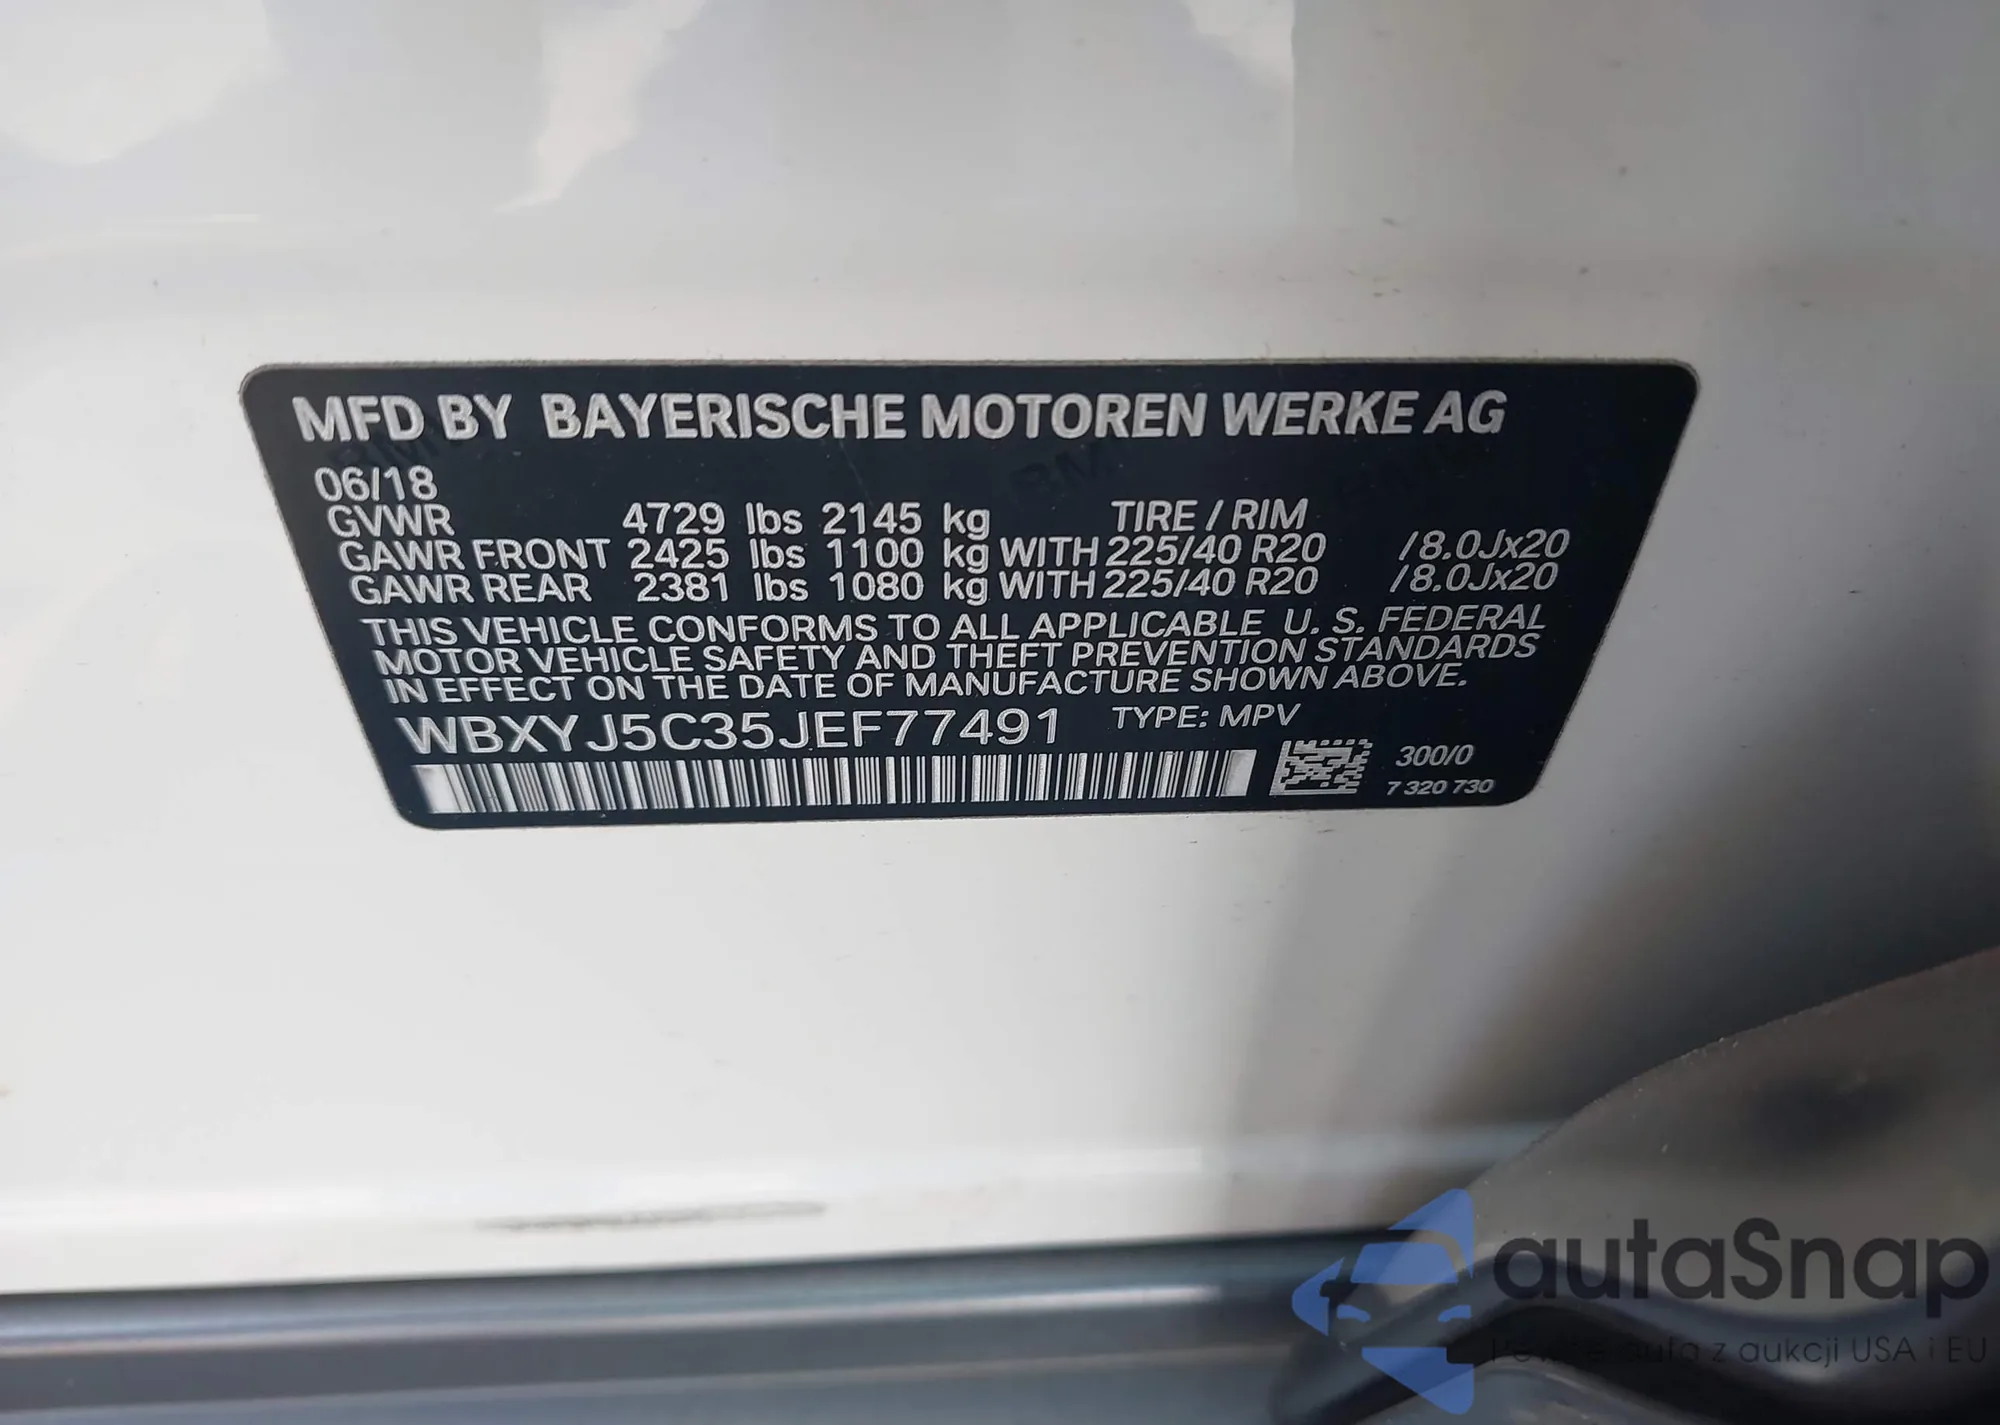 MFD BY BAYERISCHE MOTOREN WERKE AG
06/18
GVWR 4729 lbs 2145 kg TIRE / RIM
GAWR FRONT 2425 lbs 1100 kg WITH 225/40 R20 /8.0Jx20
GAWR REAR 2381 lbs 1080 kg WITH 225/40 R20 /8.0Jx20
THIS VEHICLE CONFORMS TO ALL APPLICABLE U. S. FEDERAL
MOTOR VEHICLE SAFETY AND THEFT PREVENTION STANDARDS
IN EFFECT ON THE DATE OF MANUFACTURE SHOWN ABOVE.
WBXYJ5C35JEF77491 TYPE: MPV
300/0
7 320 730
autaSnap
auta z aukcji USA i EU